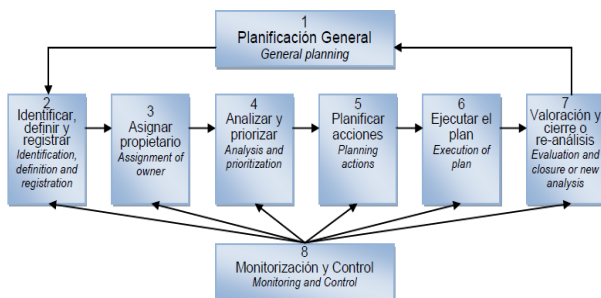 1
Planificación General
General planning
2
Identificar,
definir y
registrar
Identification,
definition and
registration
3
Asignar
propietario
Assignment of
owner
4
Analizar y
priorizar
Analysis and
prioritization
5
Planificar
acciones
Planning
actions
6
Ejecutar el
plan
Execution of
plan
7
Valoración y
cierre o
re-análisis
Evaluation and
closure or new
analysis
8
Monitorización y Control
Monitoring and Control